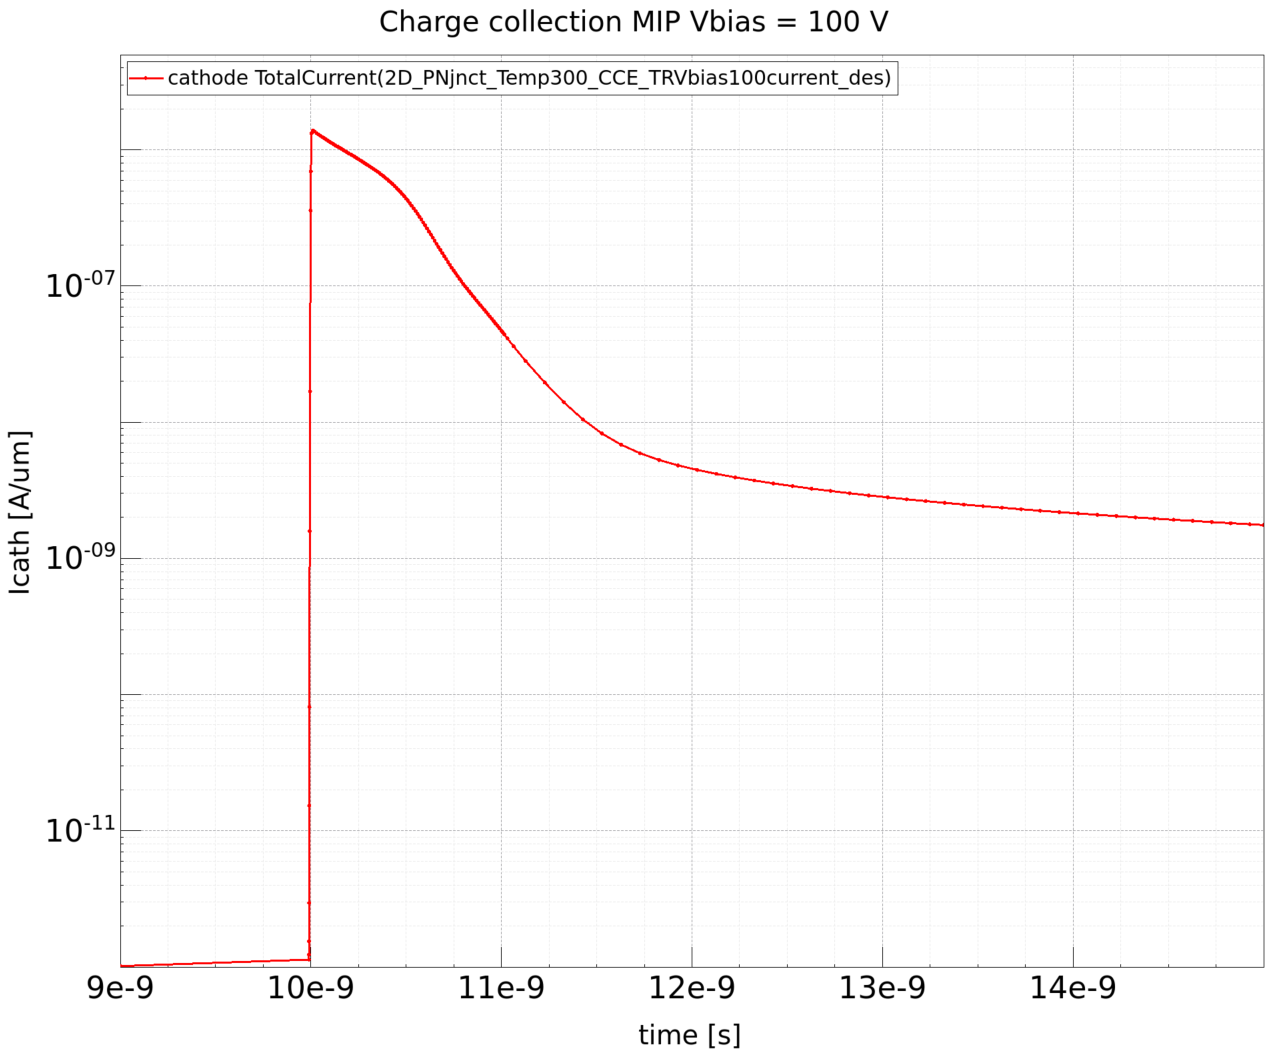 Charge collection MIP Vbias = 100 V
cathode TotalCurrent(2D_PNjnct_Temp300_CCE_TRVbias100current_des)
Icath [A/um]
10-07
10-09
10-11
9e-9 10e-9 11e-9 12e-9 13e-9 14e-9
time [s]